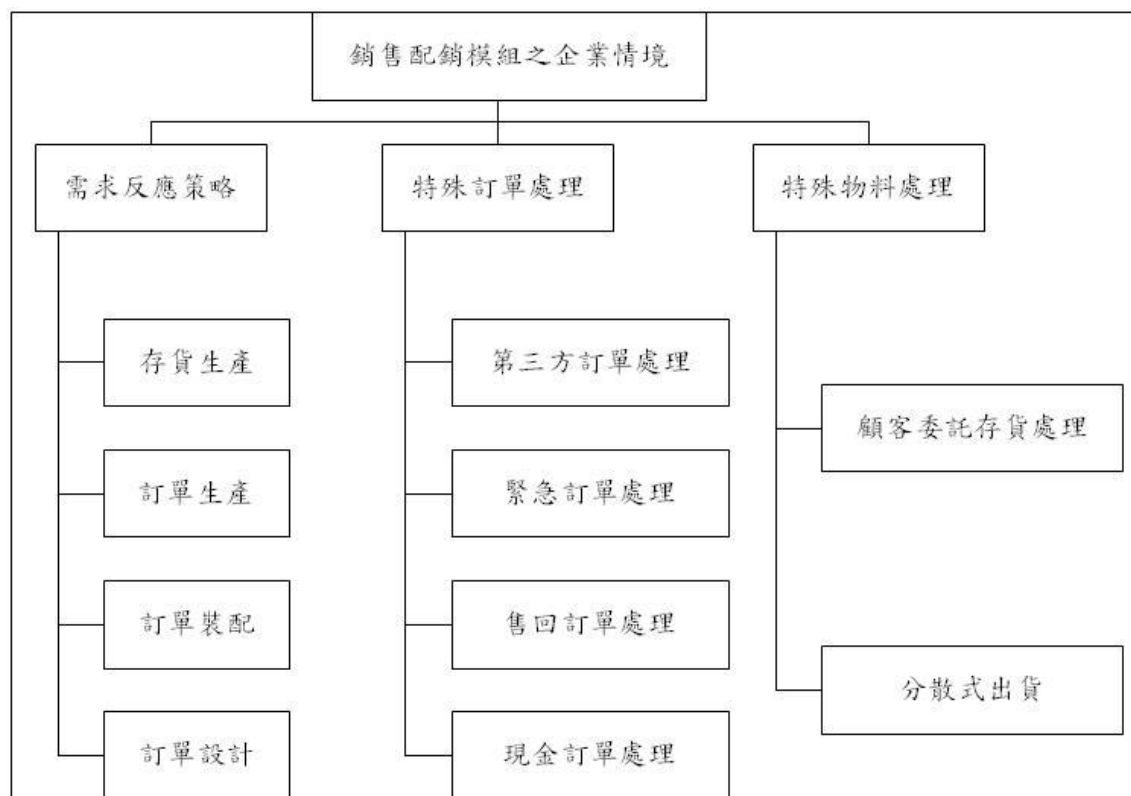 銷售配銷模組之企業情境
需求反應策略
存貨生產
訂單生產
訂單裝配
訂單設計
特殊訂單處理
第三方訂單處理
緊急訂單處理
售回訂單處理
現金訂單處理
特殊物料處理
顧客委託存貨處理
分散式出貨